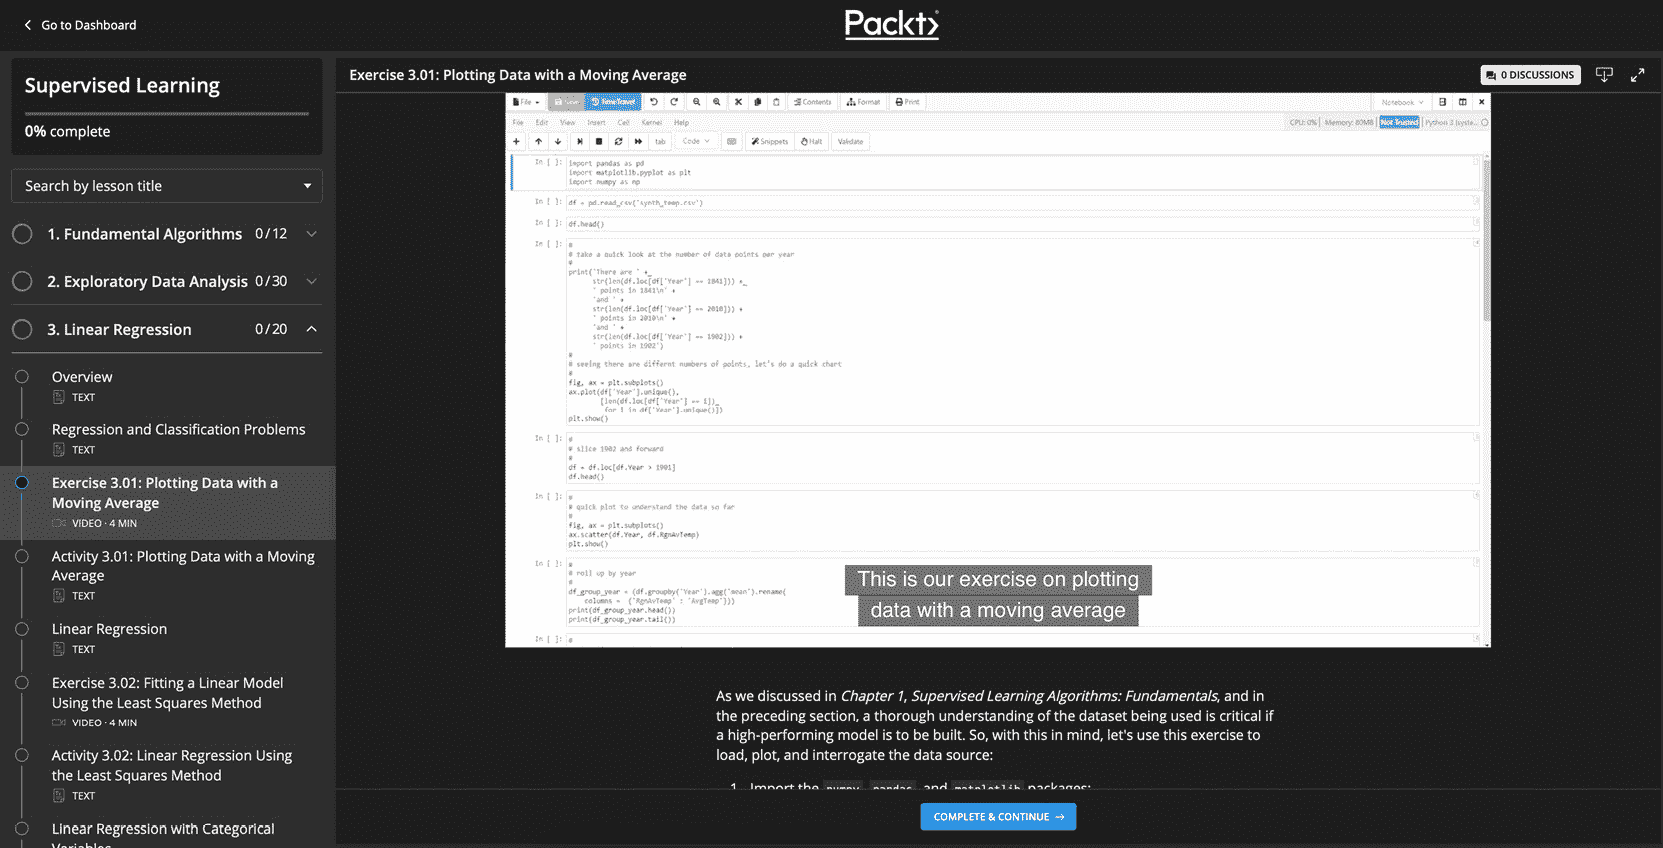 Go to Dashboard
Packt
Supervised Learning
0% complete
Search by lesson title
1. Fundamental Algorithms 0/12
2. Exploratory Data Analysis 0/30
3. Linear Regression 0/20
Overview
TEXT
Regression and Classification Problems
TEXT
Exercise 3.01: Plotting Data with a
Moving Average
VIDEO · 4 MIN
Activity 3.01: Plotting Data with a Moving
Average
TEXT
Linear Regression
TEXT
Exercise 3.02: Fitting a Linear Model
Using the Least Squares Method
VIDEO · 4 MIN
Activity 3.02: Linear Regression Using
the Least Squares Method
TEXT
Linear Regression with Categorical
Variables
Exercise 3.01: Plotting Data with a Moving Average
0 DISCUSSIONS
File Save TimeTravel Contents Format Print Notebook
File Edit View Insert Cell Kernel Help CPU: 0% Memory: 80MB Not Trusted Python 3 (syste...
tab Code Snippets Halt Validate
In [ ]: import pandas as pd
import matplotlib.pyplot as plt
import numpy as np
In [ ]: df = pd.read_csv('synth_temp.csv')
In [ ]: df.head()
In [ ]: #
# take a quick look at the number of data points per year
#
print('There are ' +
str(len(df.loc[df['Year'] == 1841])) +
' points in 1841\n' +
'and ' +
str(len(df.loc[df['Year'] == 2010])) +
' points in 2010\n' +
'and ' +
str(len(df.loc[df['Year'] == 1902])) +
' points in 1902')
#
# seeing there are different numbers of points, let's do a quick chart
#
fig, ax = plt.subplots()
ax.plot(df['Year'].unique(),
[len(df.loc[df['Year'] == i])
for i in df['Year'].unique()])
plt.show()
In [ ]: #
# slice 1902 and forward
#
df = df.loc[df.Year > 1901]
df.head()
In [ ]: #
# quick plot to understand the data so far
#
fig, ax = plt.subplots()
ax.scatter(df.Year, df.RgnAvTemp)
plt.show()
In [ ]: #
# roll up by year
#
df_group_year = (df.groupby('Year').agg('mean').rename(
columns = {'RgnAvTemp' : 'AvgTemp'}))
print(df_group_year.head())
print(df_group_year.tail())
In [ ]: #
This is our exercise on plotting
data with a moving average
As we discussed in Chapter 1, Supervised Learning Algorithms: Fundamentals, and in
the preceding section, a thorough understanding of the dataset being used is critical if
a high-performing model is to be built. So, with this in mind, let's use this exercise to
load, plot, and interrogate the data source:
1. Import the numpy, pandas, and matplotlib packages:
COMPLETE & CONTINUE →